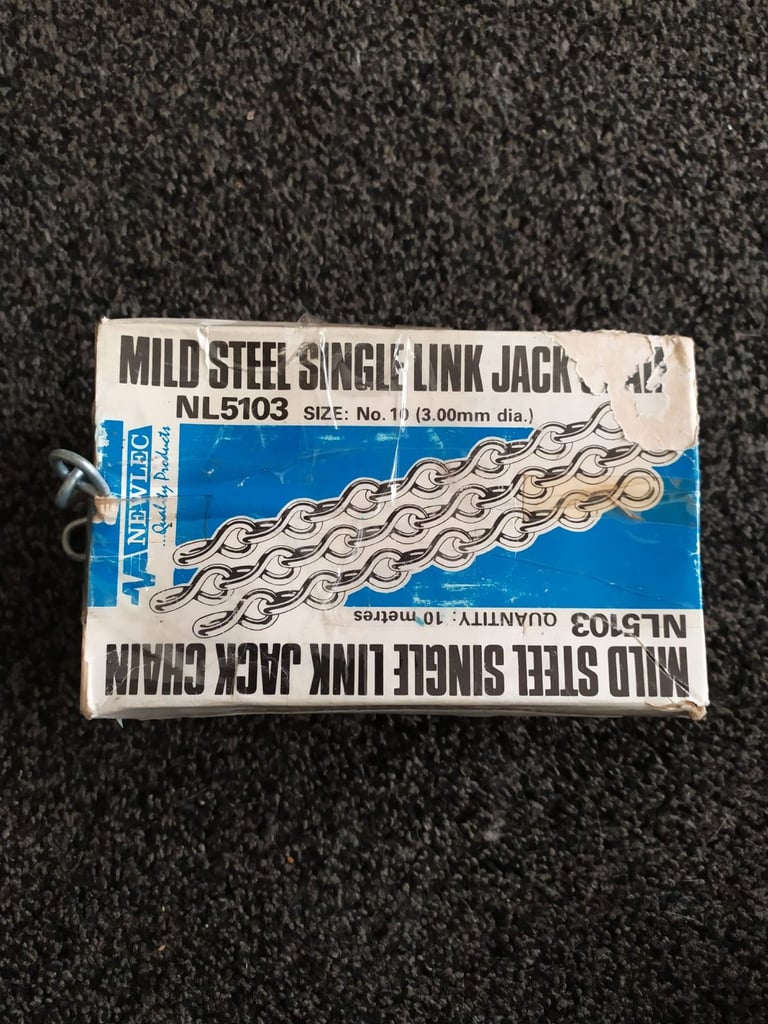 MILD STEEL SINGLE LINK JACK
NL5103 SIZE: No. 10 (3.00mm dia.)
NEWLEC
...Quality Products
QUANTITY: 10 metres
NL5103
MILD STEEL SINGLE LINK JACK CHAIN